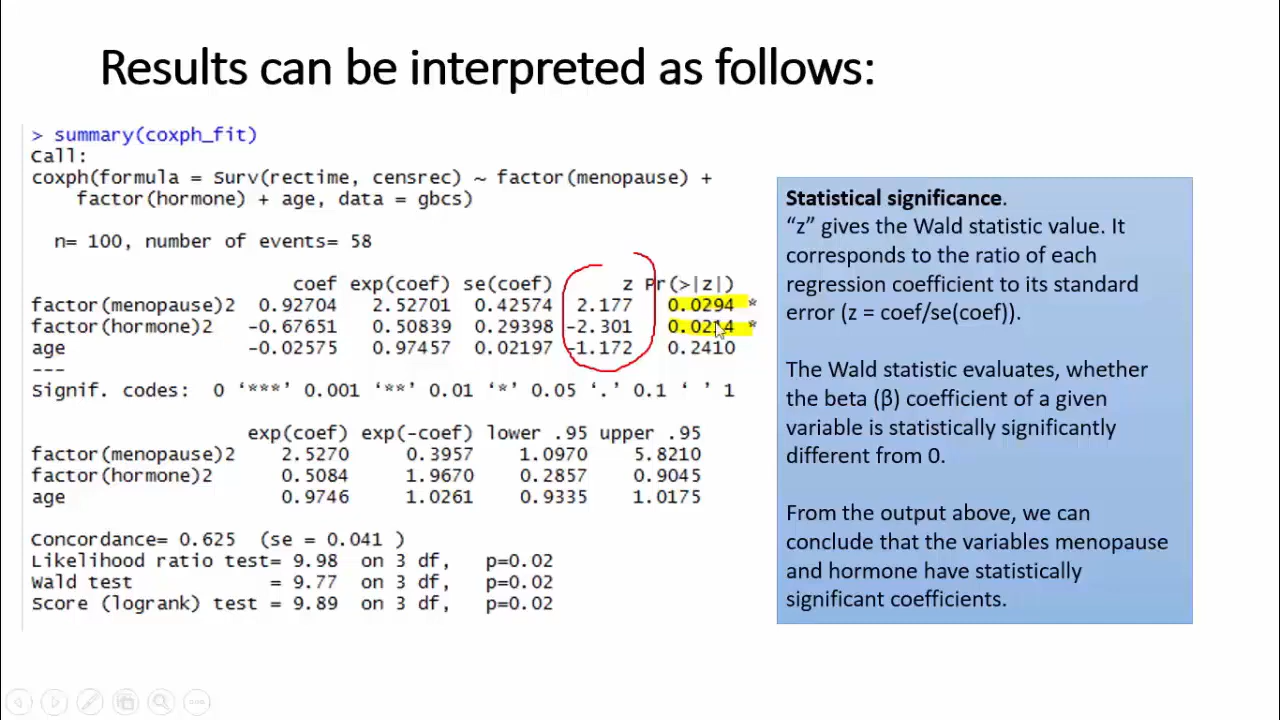 Results can be interpreted as follows:
> summary(coxph_fit)
Call:
coxph(formula = Surv(rectime, censrec) ~ factor(menopause) +
factor(hormone) + age, data = gbcs)
n= 100, number of events= 58
coef exp(coef) se(coef) z Pr(>|z|)
factor(menopause)2 0.92704 2.52701 0.42574 2.177 0.0294 *
factor(hormone)2 -0.67651 0.50839 0.29398 -2.301 0.0214 *
age -0.02575 0.97457 0.02197 -1.172 0.2410
---
Signif. codes: 0 ‘***’ 0.001 ‘**’ 0.01 ‘*’ 0.05 ‘.’ 0.1 ‘ ’ 1
exp(coef) exp(-coef) lower .95 upper .95
factor(menopause)2 2.5270 0.3957 1.0970 5.8210
factor(hormone)2 0.5084 1.9670 0.2857 0.9045
age 0.9746 1.0261 0.9335 1.0175
Concordance= 0.625 (se = 0.041 )
Likelihood ratio test= 9.98 on 3 df, p=0.02
Wald test = 9.77 on 3 df, p=0.02
Score (logrank) test = 9.89 on 3 df, p=0.02
Statistical significance.
“z” gives the Wald statistic value. It
corresponds to the ratio of each
regression coefficient to its standard
error (z = coef/se(coef)).
The Wald statistic evaluates, whether
the beta (β) coefficient of a given
variable is statistically significantly
different from 0.
From the output above, we can
conclude that the variables menopause
and hormone have statistically
significant coefficients.